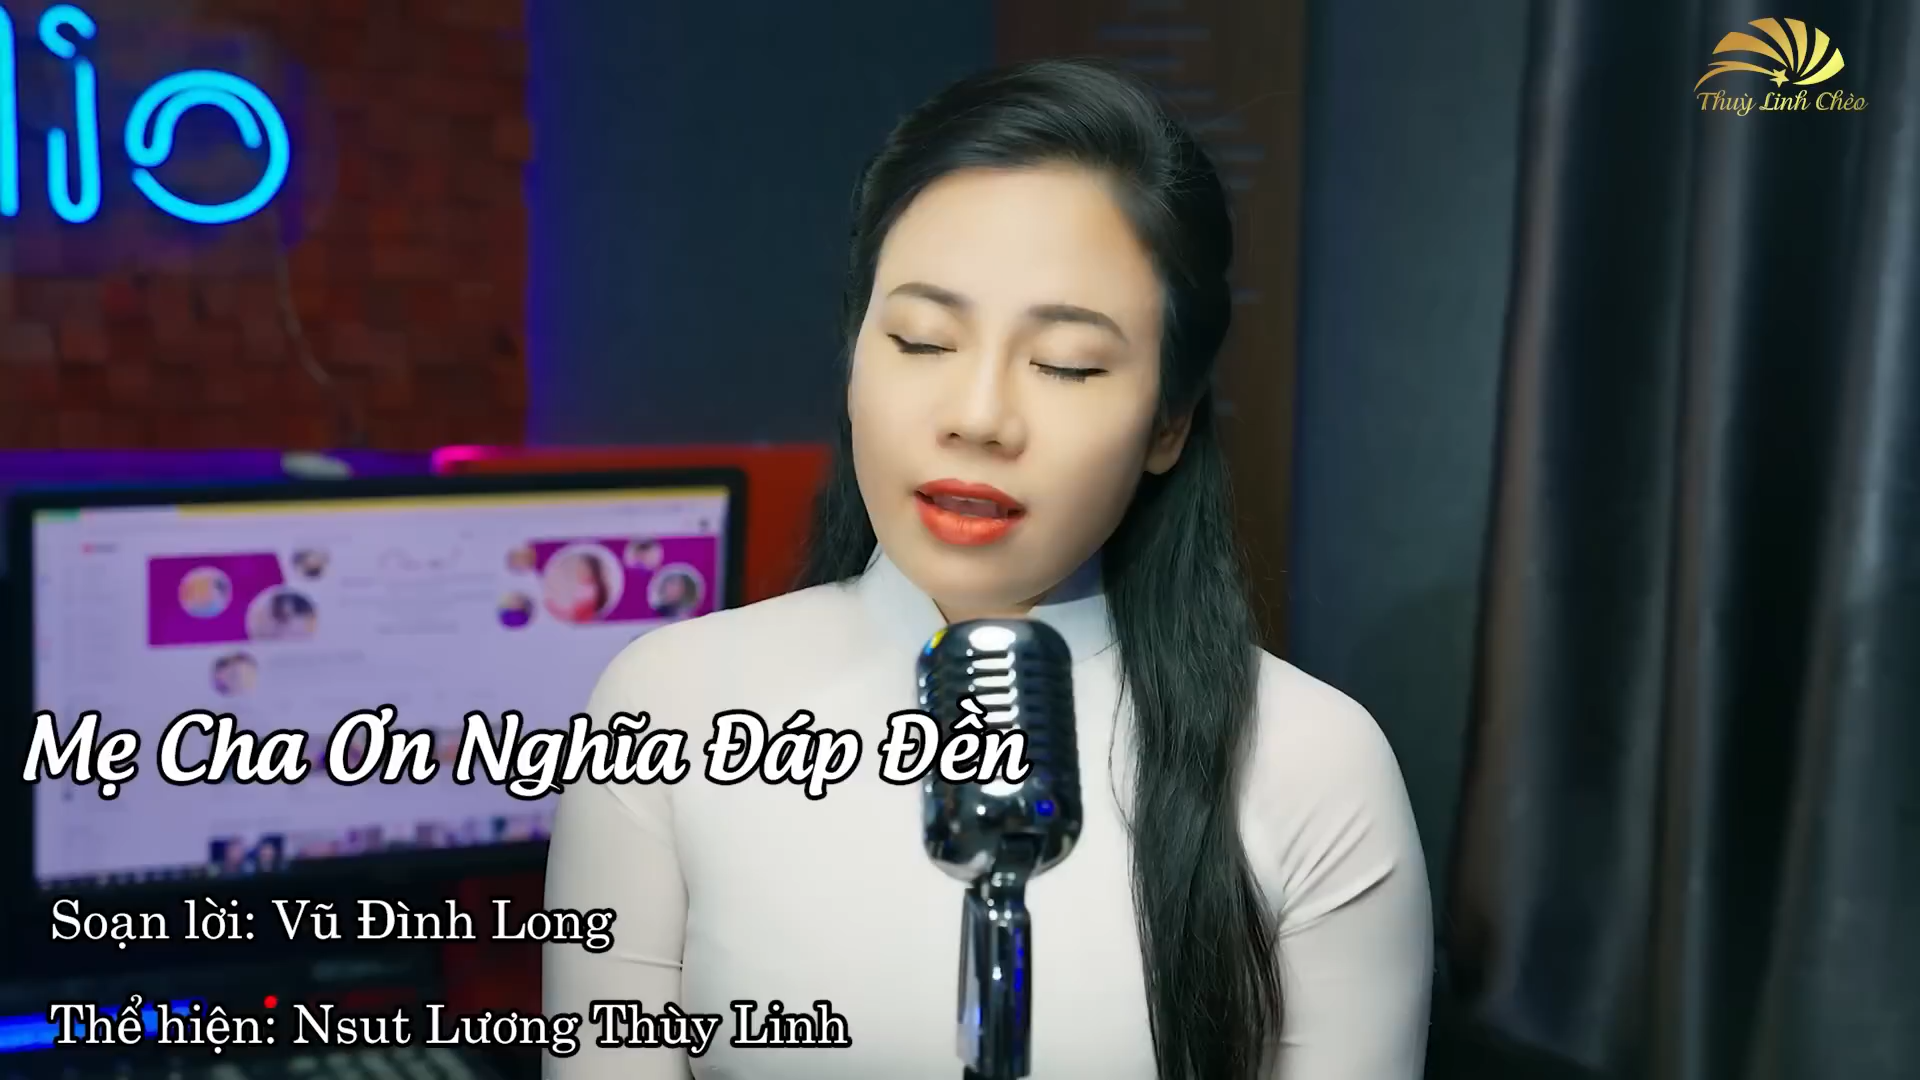 Thuỳ Linh Chèo
Mẹ Cha Ơn Nghĩa Đáp Đền
Soạn lời: Vũ Đình Long
Thể hiện: Nsut Lương Thùy Linh